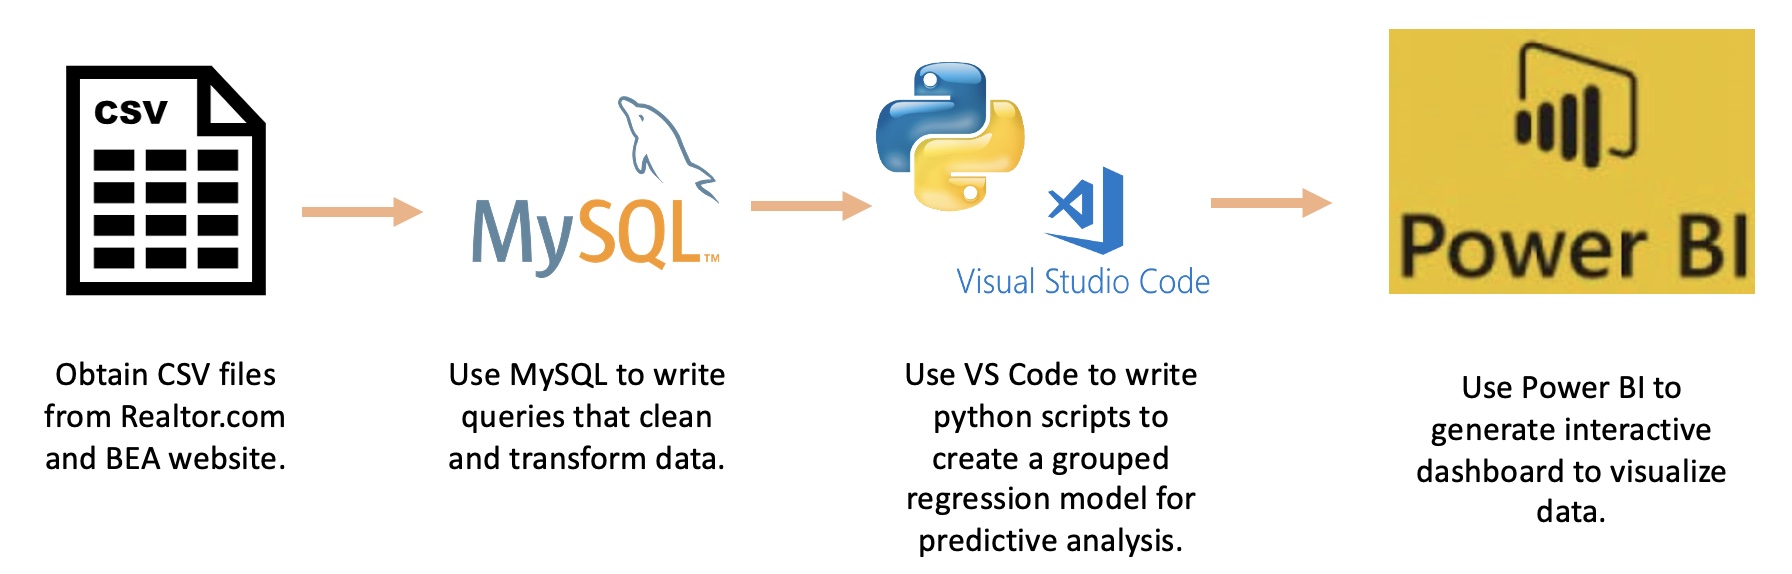 CSV
MySQL™
Visual Studio Code
Power BI
Obtain CSV files
from Realtor.com
and BEA website.
Use MySQL to write
queries that clean
and transform data.
Use VS Code to write
python scripts to
create a grouped
regression model for
predictive analysis.
Use Power BI to
generate interactive
dashboard to visualize
data.